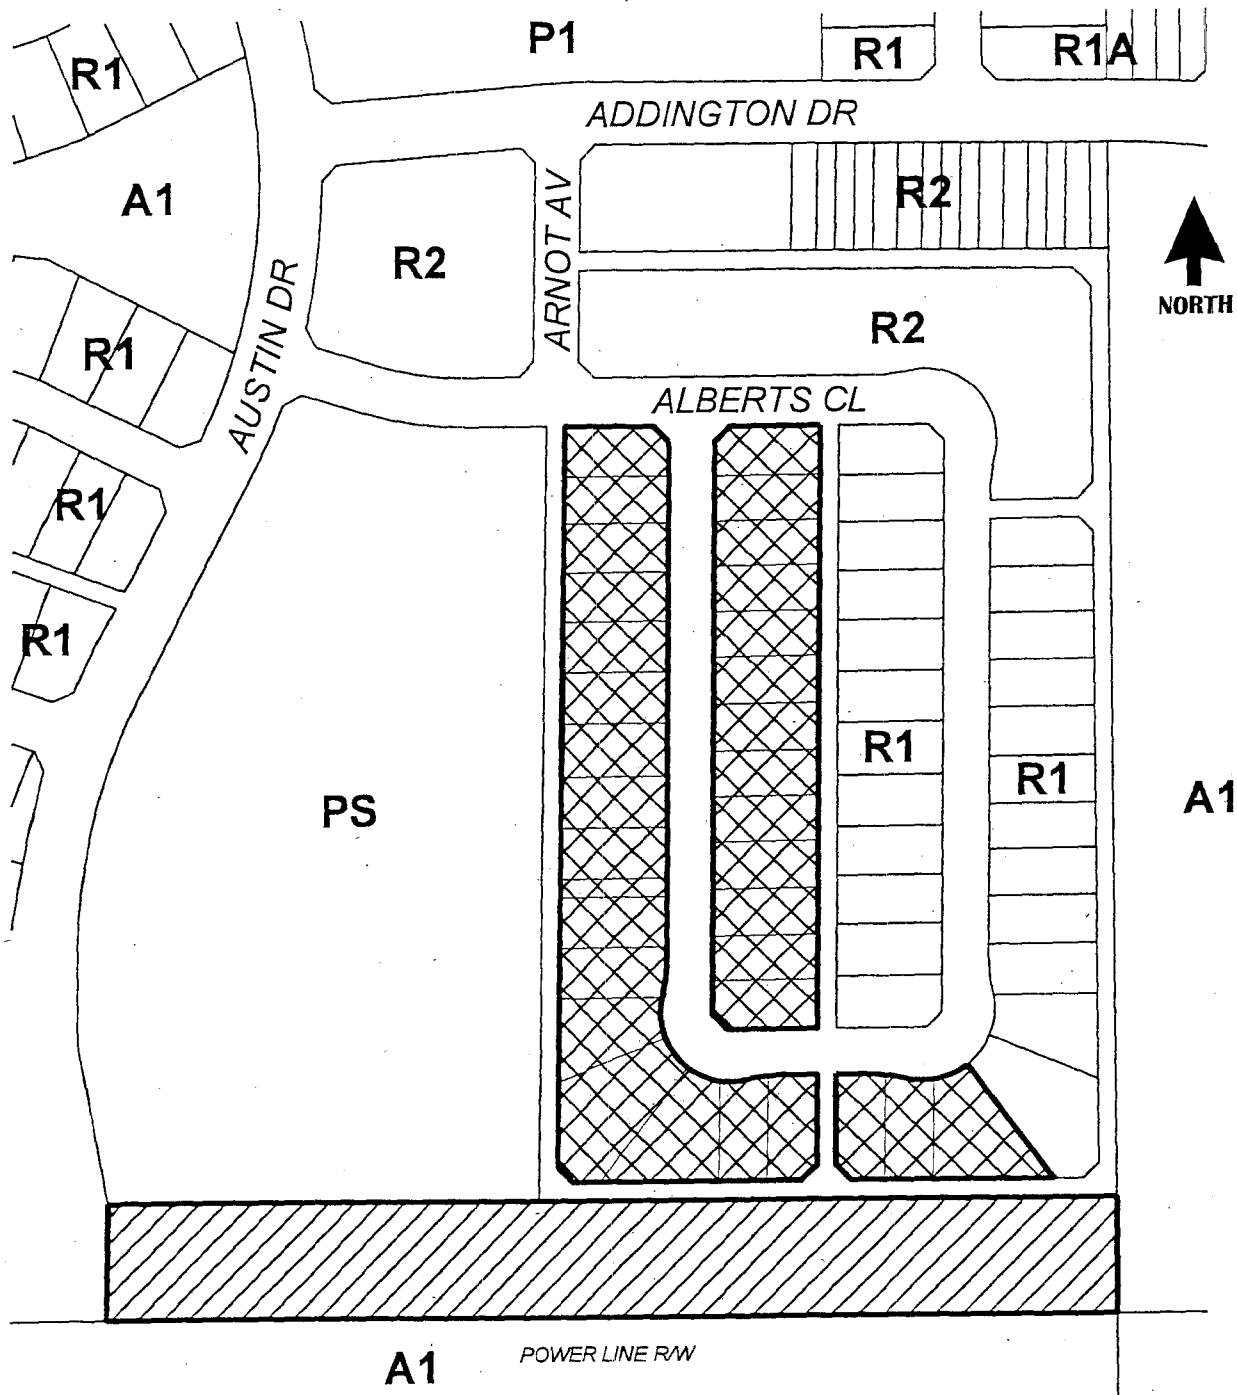 P1
R1
R1
R1A
ADDINGTON DR
A1
R2
ARNOT AV
R2
NORTH
AUSTIN DR
R2
R1
ALBERTS CL
R1
R1
R1
R1
A1
PS
POWER LINE R/W
A1